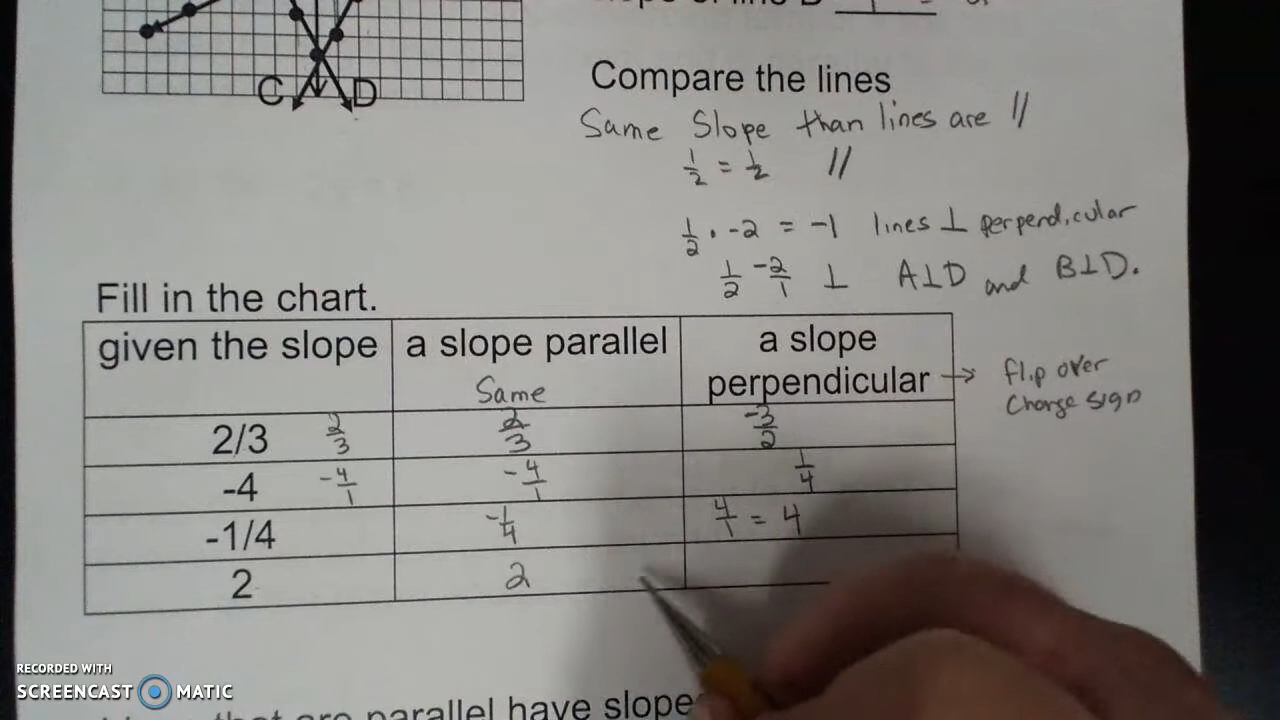 C D
Compare the lines
Same Slope than lines are //
1/2 = 1/2 //
1/2 · -2 = -1 lines ⊥ perpendicular
1/2 -2/1 ⊥ A⊥D and B⊥D.
Fill in the chart.
given the slope a slope parallel a slope perpendicular → flip over
Same Change sign
2/3 2/3 2/3 -3/2
-4 -4/1 -4/1 1/4
-1/4 -1/4 4/1 = 4
2 2
RECORDED WITH
SCREENCAST MATIC
parallel have slope